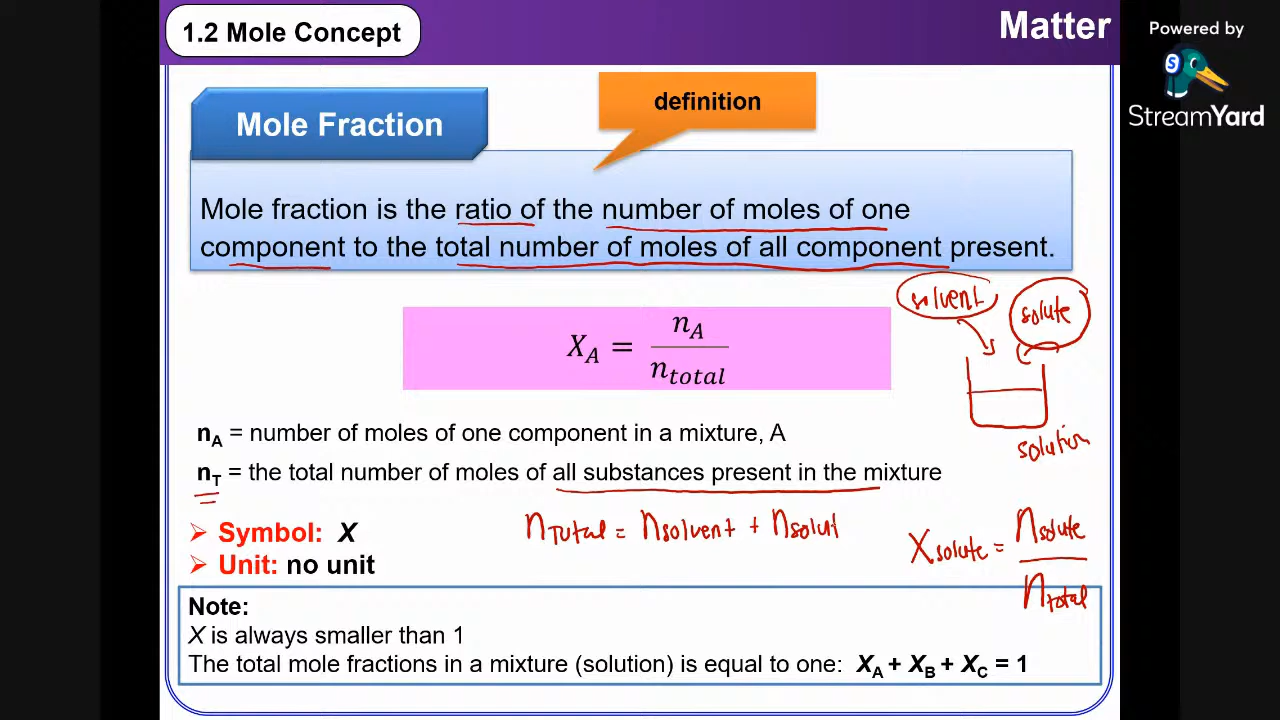 1.2 Mole Concept
Matter
Powered by
StreamYard
definition
Mole Fraction
Mole fraction is the ratio of the number of moles of one
component to the total number of moles of all component present.
solvent
solute
X_A = n_A / n_total
solution
n_A = number of moles of one component in a mixture, A
n_T = the total number of moles of all substances present in the mixture
n_Total = n_solvent + n_solut
X_solute = n_solute / n_total
➢ Symbol: X
➢ Unit: no unit
Note:
X is always smaller than 1
The total mole fractions in a mixture (solution) is equal to one: X_A + X_B + X_C = 1